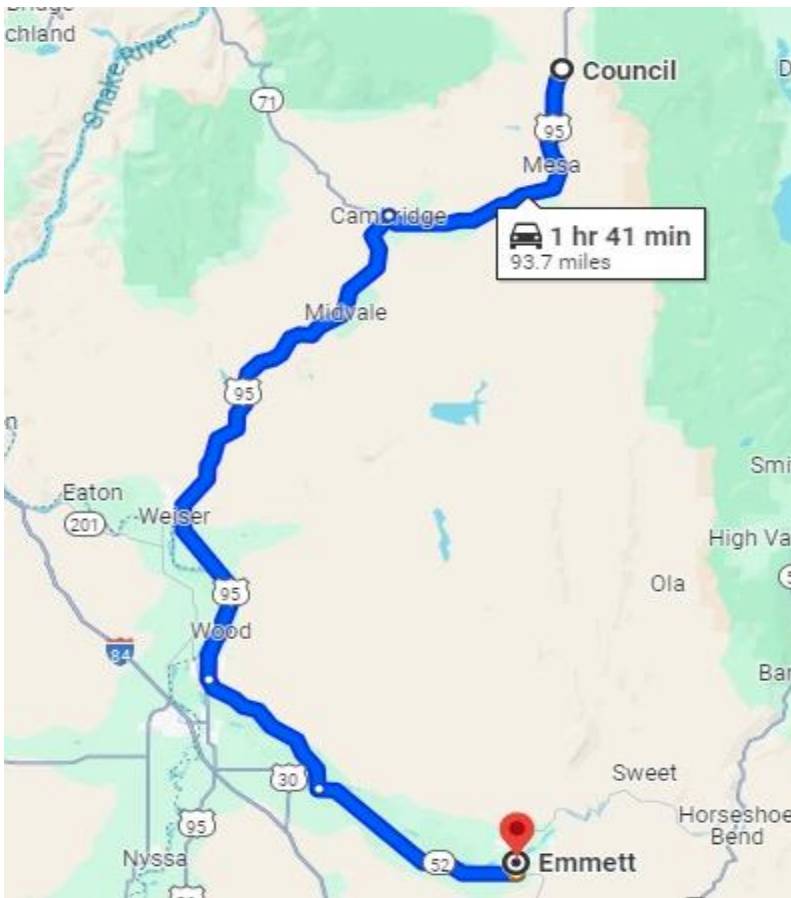 chland
Snake River
71
Council
D
95
Mesa
Cambridge
1 hr 41 min
93.7 miles
Midvale
95
n
Eaton
201
Weiser
Smi
High Va
95
Ola
Wood
84
Bar
30
Sweet
95
Horseshoe
Bend
Nyssa
52
Emmett